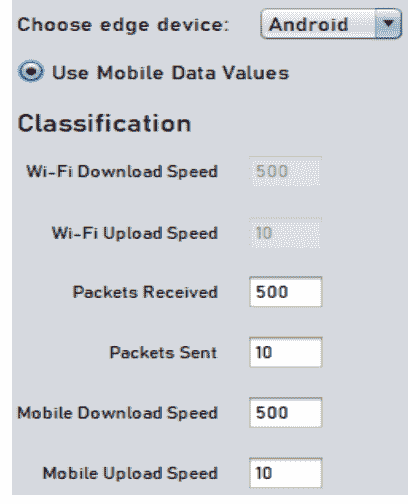 Choose edge device: Android
Use Mobile Data Values
Classification
Wi-Fi Download Speed 500
Wi-Fi Upload Speed 10
Packets Received 500
Packets Sent 10
Mobile Download Speed 500
Mobile Upload Speed 10